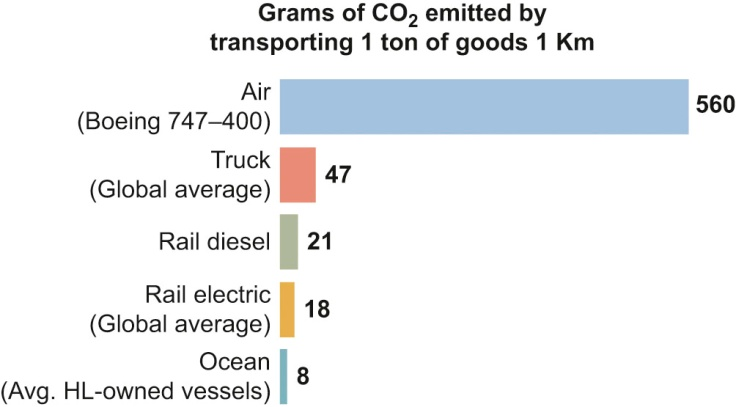 Grams of CO₂ emitted by
transporting 1 ton of goods 1 Km
Air
(Boeing 747–400)
560
Truck
(Global average)
47
Rail diesel
21
Rail electric
(Global average)
18
Ocean
(Avg. HL-owned vessels)
8